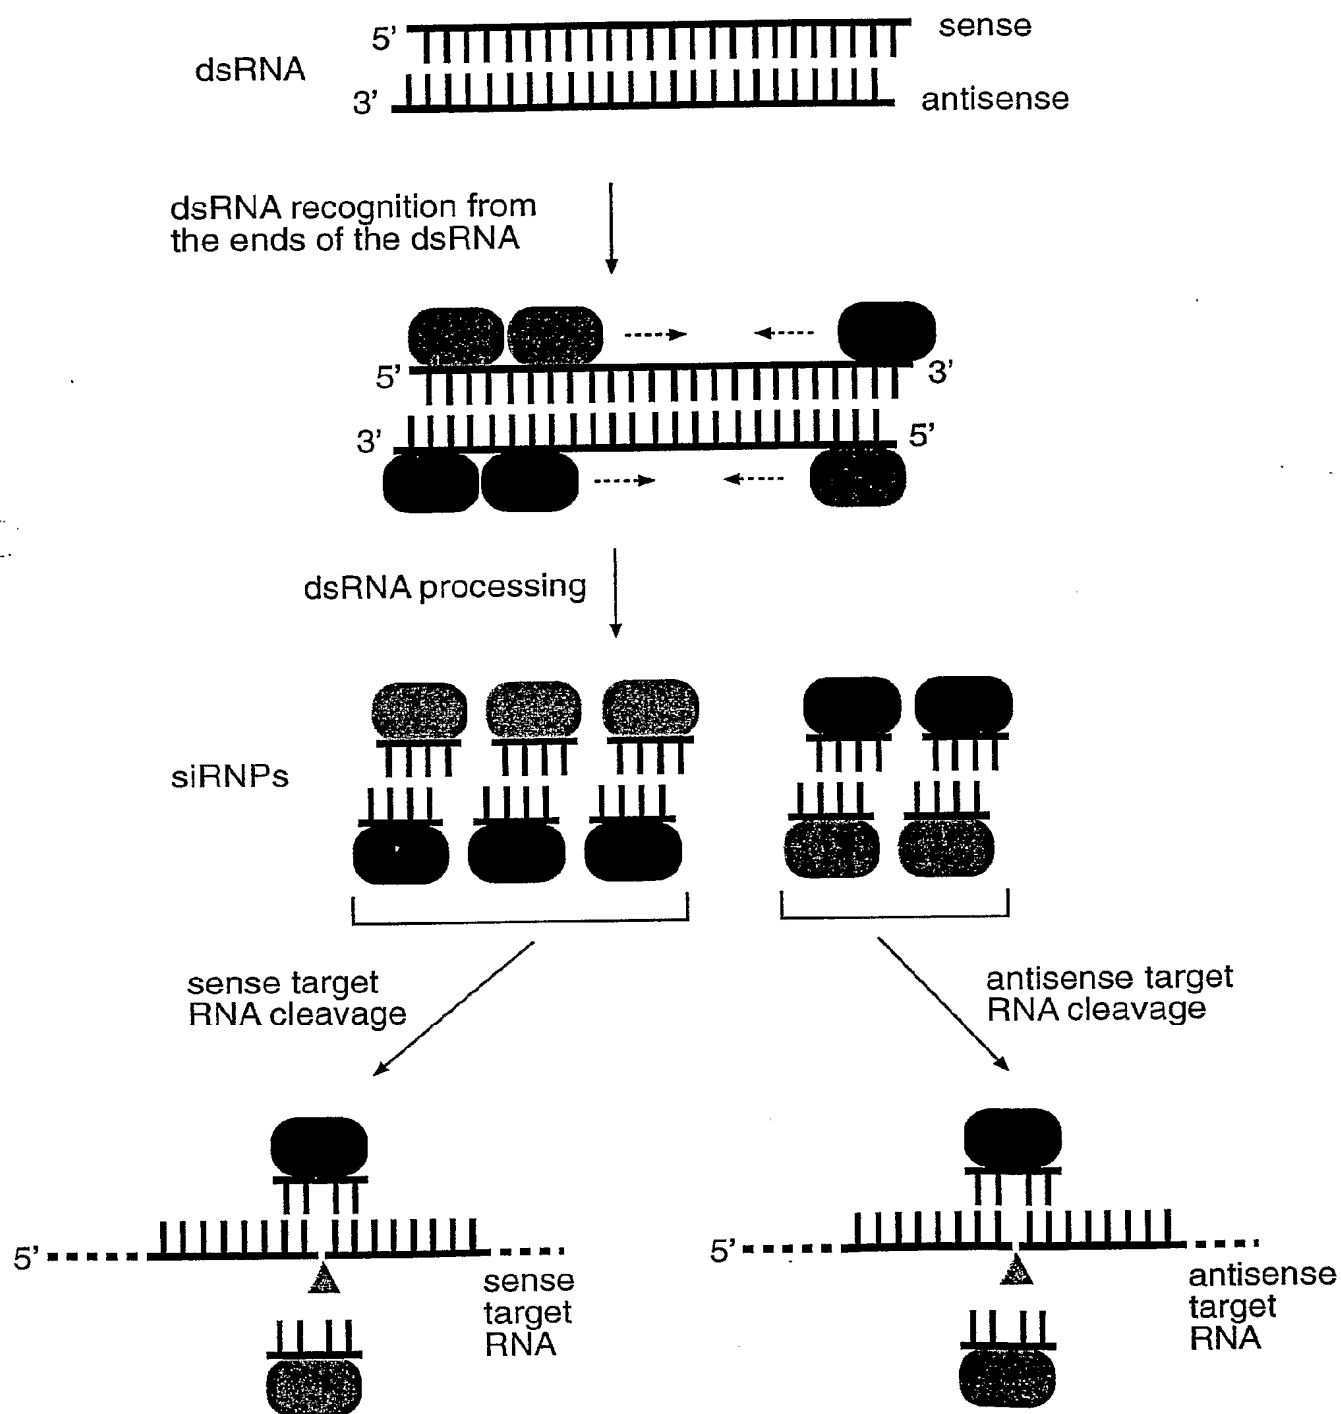 5'
sense
dsRNA
3'
antisense
dsRNA recognition from
the ends of the dsRNA
5'
3'
3'
5'
dsRNA processing
siRNPs
sense target
RNA cleavage
antisense target
RNA cleavage
5'
sense
target
RNA
5'
antisense
target
RNA